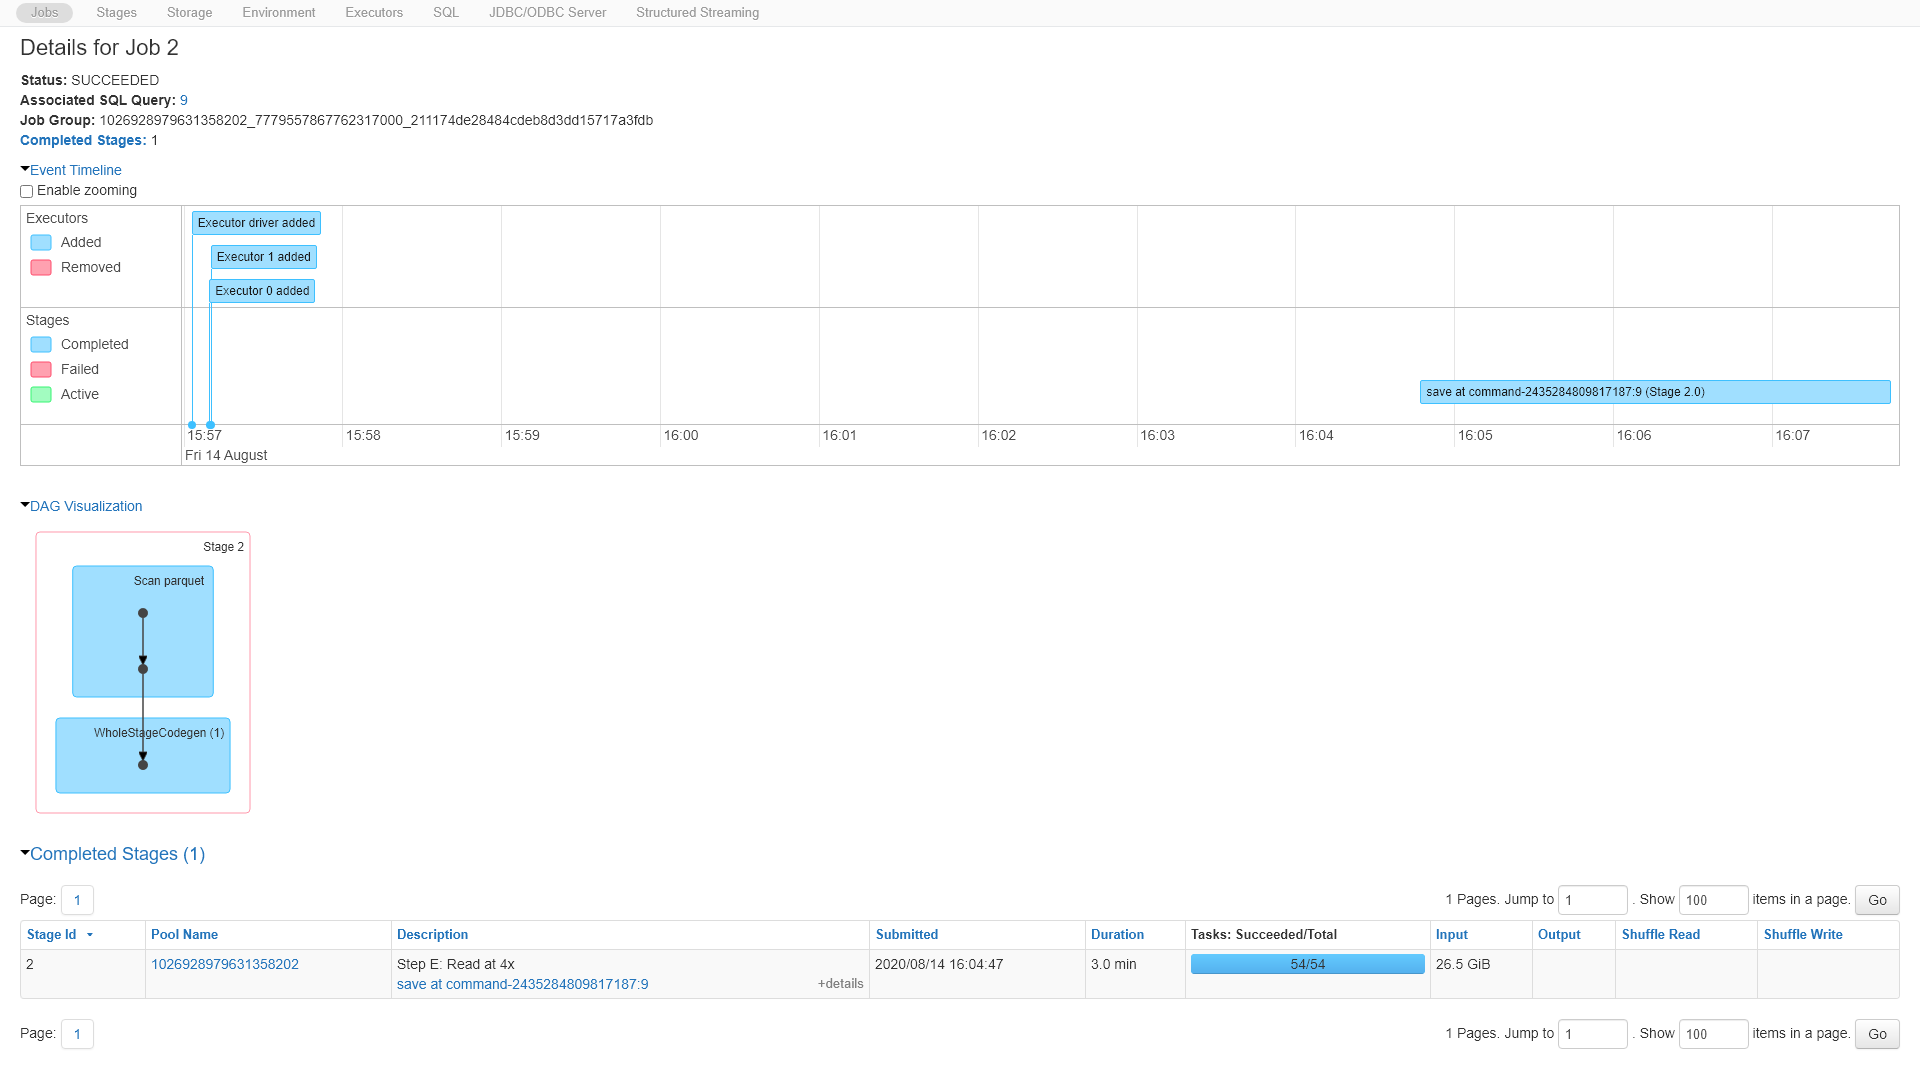 Jobs Stages Storage Environment Executors SQL JDBC/ODBC Server Structured Streaming
Details for Job 2
Status: SUCCEEDED
Associated SQL Query: 9
Job Group: 1026928979631358202_7779557867762317000_211174de28484cdeb8d3dd15717a3fdb
Completed Stages: 1
Event Timeline
Enable zooming
Executors
Added
Removed
Executor driver added
Executor 1 added
Executor 0 added
Stages
Completed
Failed
Active
save at command-2435284809817187:9 (Stage 2.0)
15:57 15:58 15:59 16:00 16:01 16:02 16:03 16:04 16:05 16:06 16:07
Fri 14 August
DAG Visualization
Stage 2
Scan parquet
WholeStageCodegen (1)
Completed Stages (1)
Page: 1 1 Pages. Jump to 1 . Show 100 items in a page. Go
Stage Id Pool Name Description Submitted Duration Tasks: Succeeded/Total Input Output Shuffle Read Shuffle Write
2 1026928979631358202 Step E: Read at 4x 2020/08/14 16:04:47 3.0 min 54/54 26.5 GiB
save at command-2435284809817187:9 +details
Page: 1 1 Pages. Jump to 1 . Show 100 items in a page. Go